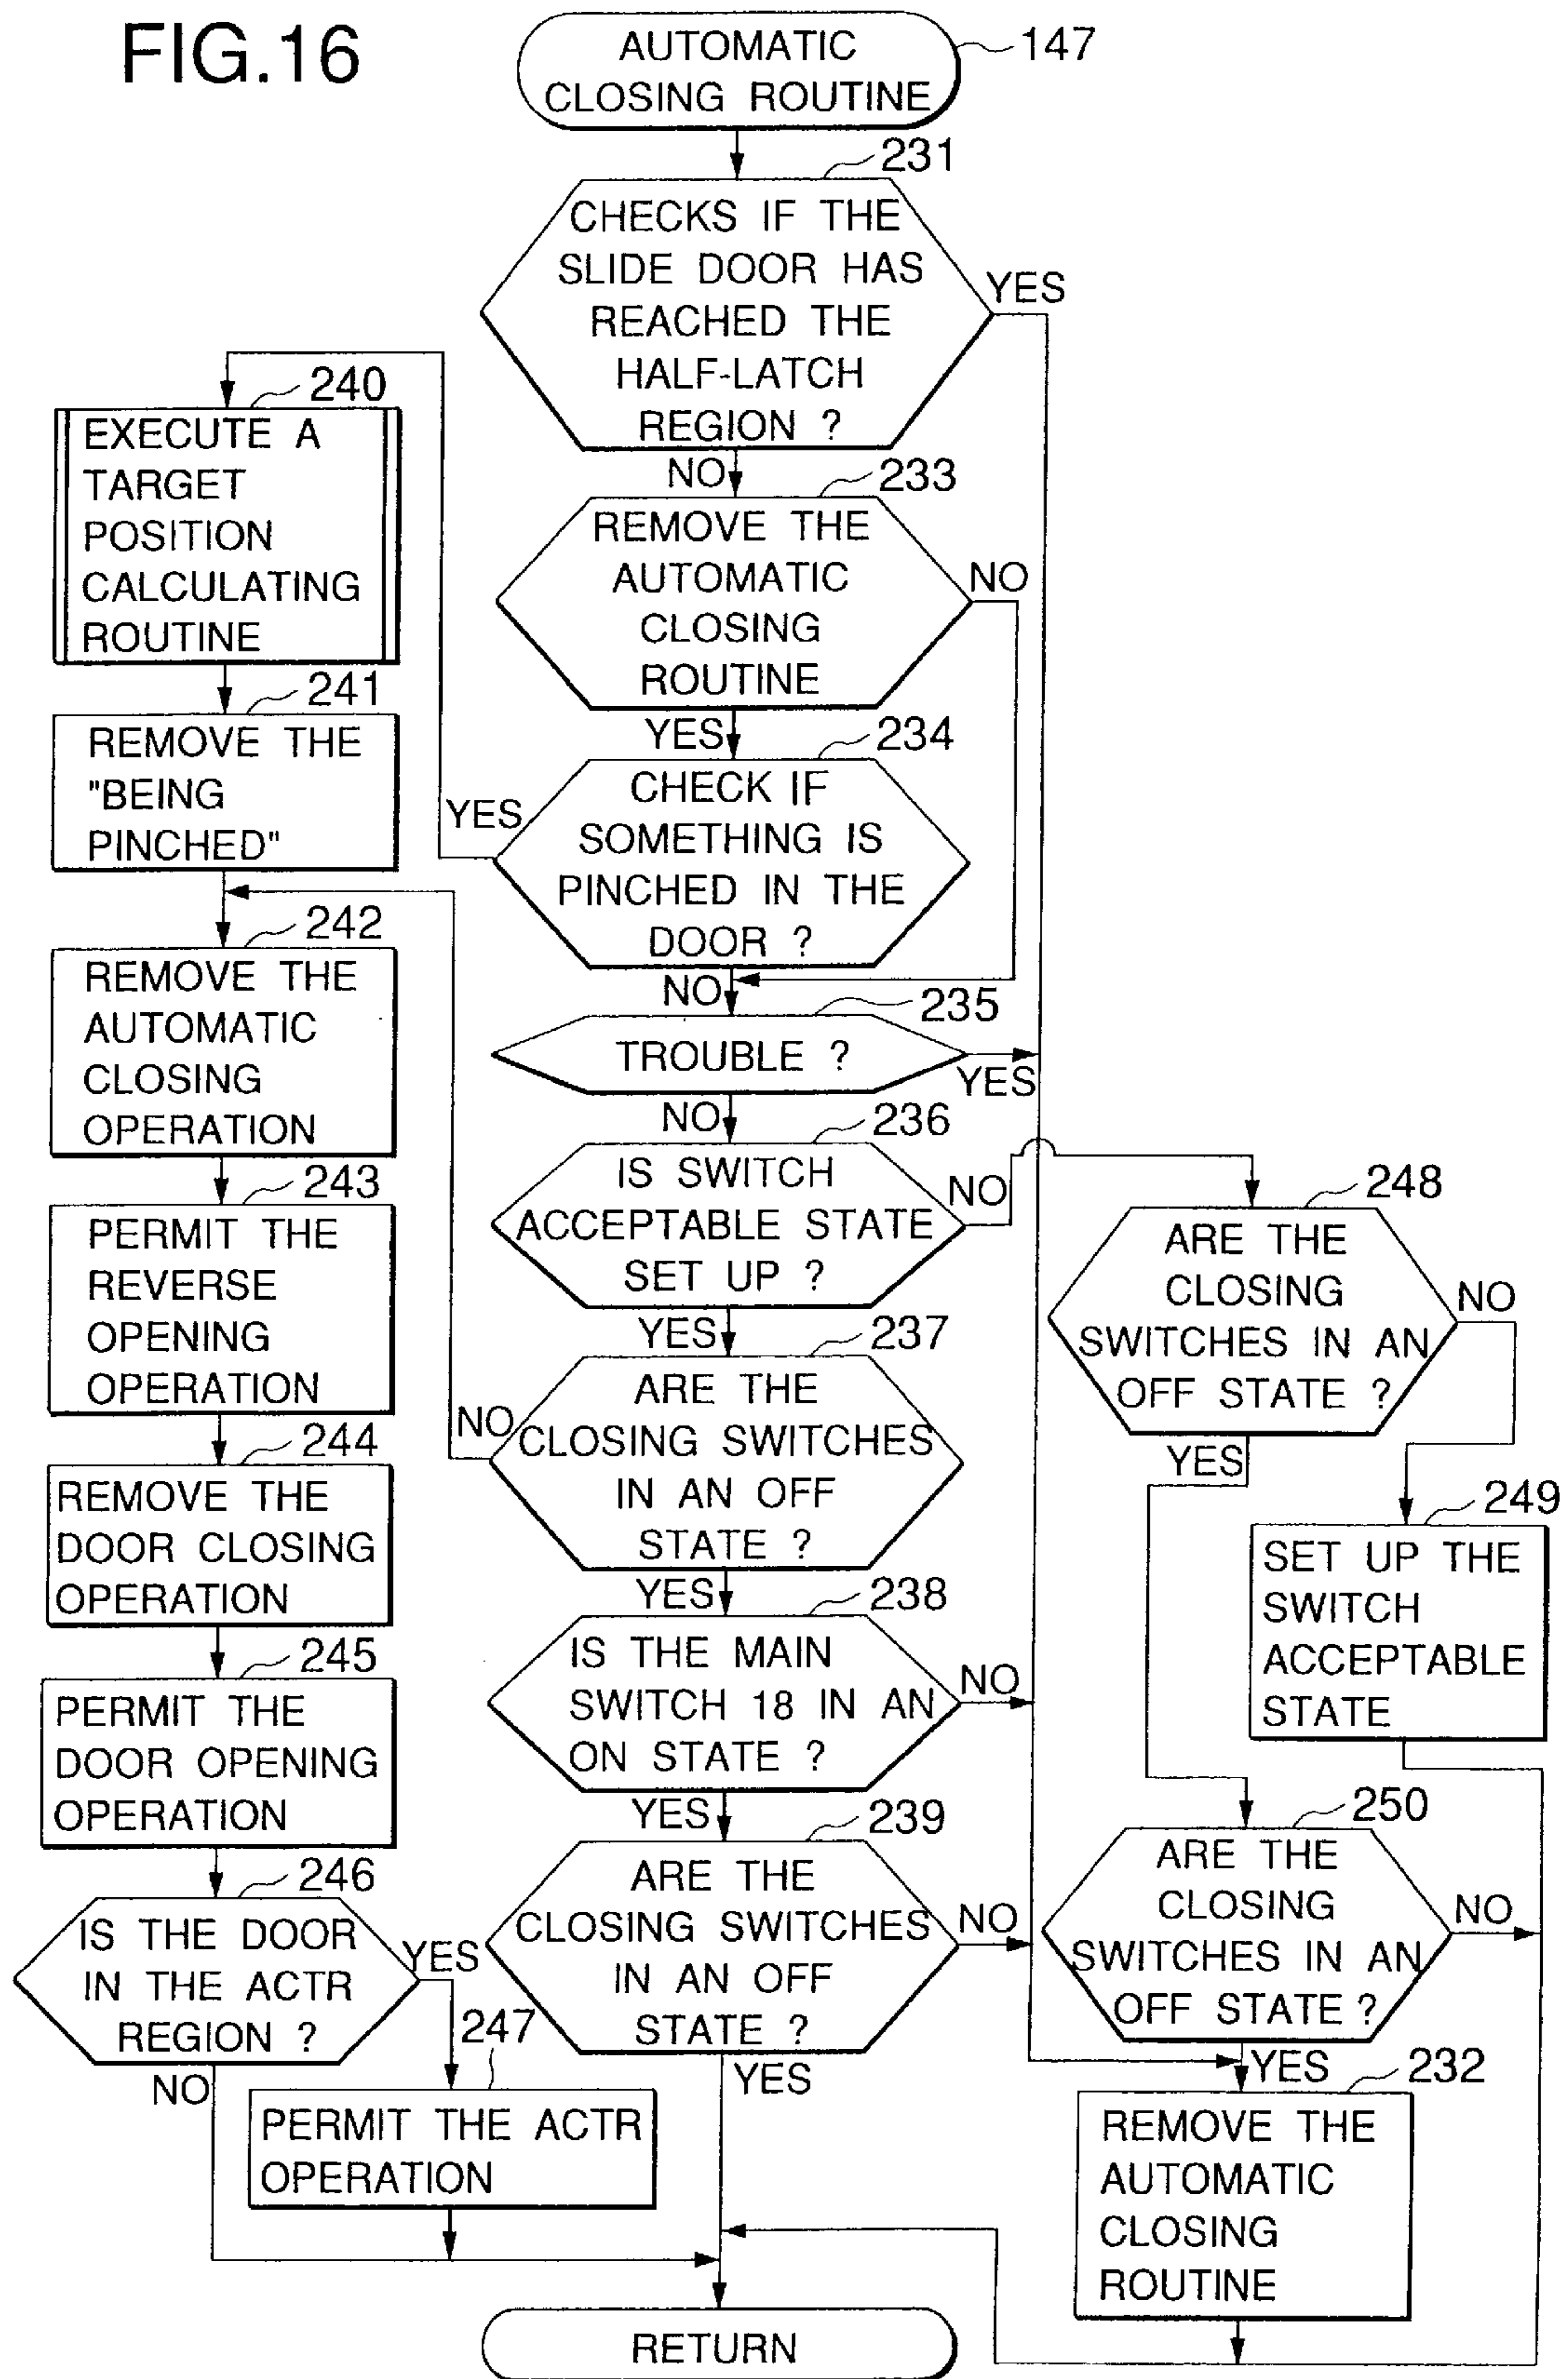 FIG.16
AUTOMATIC
CLOSING ROUTINE
147
231
CHECKS IF THE
SLIDE DOOR HAS
REACHED THE
HALF-LATCH
REGION ?
YES
NO
233
REMOVE THE
AUTOMATIC
CLOSING
ROUTINE
NO
YES
234
CHECK IF
SOMETHING IS
PINCHED IN THE
DOOR ?
YES
NO
235
TROUBLE ?
YES
NO
236
IS SWITCH
ACCEPTABLE STATE
SET UP ?
NO
YES
237
ARE THE
CLOSING SWITCHES
IN AN OFF
STATE ?
NO
YES
238
IS THE MAIN
SWITCH 18 IN AN
ON STATE ?
NO
YES
239
ARE THE
CLOSING SWITCHES
IN AN OFF
STATE ?
NO
YES
240
EXECUTE A
TARGET
POSITION
CALCULATING
ROUTINE
241
REMOVE THE
"BEING
PINCHED"
242
REMOVE THE
AUTOMATIC
CLOSING
OPERATION
243
PERMIT THE
REVERSE
OPENING
OPERATION
244
REMOVE THE
DOOR CLOSING
OPERATION
245
PERMIT THE
DOOR OPENING
OPERATION
246
IS THE DOOR
IN THE ACTR
REGION ?
YES
NO
247
PERMIT THE ACTR
OPERATION
248
ARE THE
CLOSING
SWITCHES IN AN
OFF STATE ?
NO
YES
249
SET UP THE
SWITCH
ACCEPTABLE
STATE
250
ARE THE
CLOSING
SWITCHES IN AN
OFF STATE ?
NO
YES
232
REMOVE THE
AUTOMATIC
CLOSING
ROUTINE
RETURN